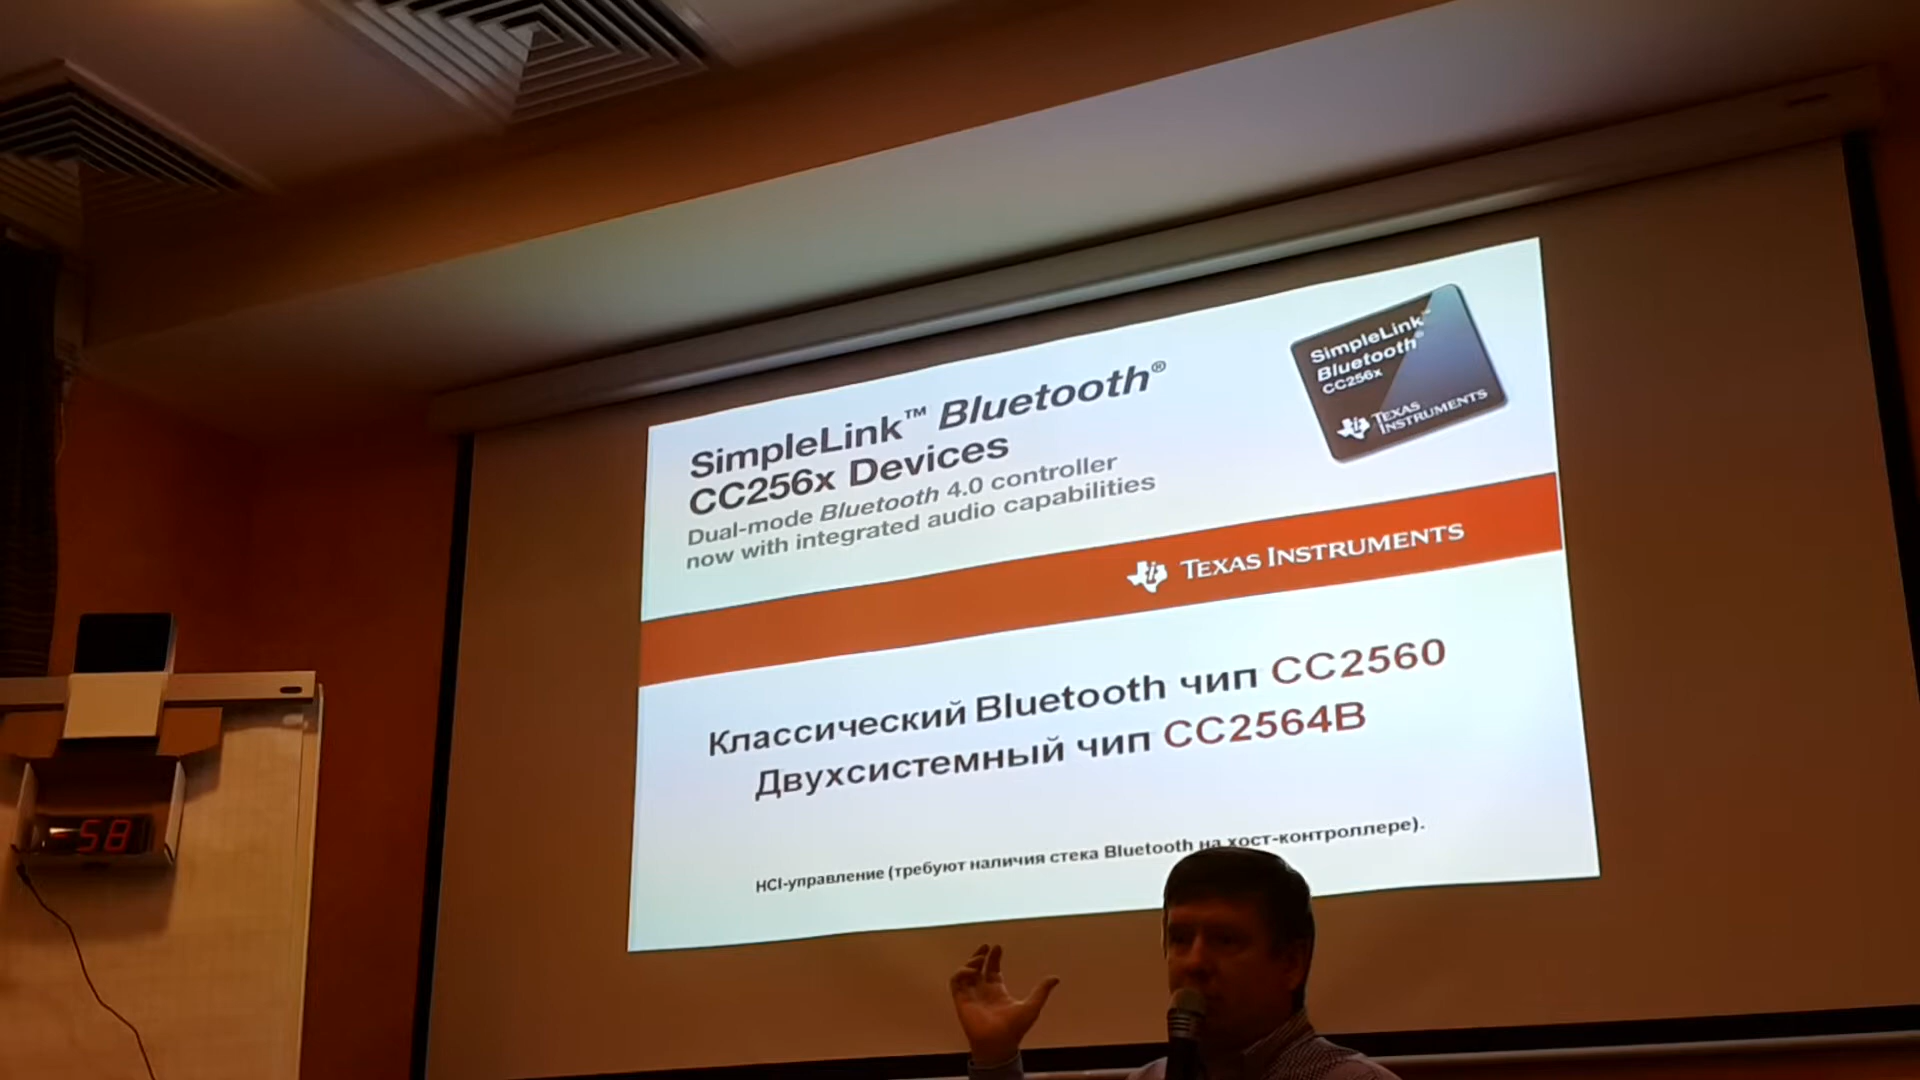 SimpleLink™ Bluetooth®
CC256x Devices
Dual-mode Bluetooth 4.0 controller
now with integrated audio capabilities
SimpleLink™
Bluetooth®
CC256x
TEXAS
INSTRUMENTS
TEXAS INSTRUMENTS
Классический Bluetooth чип CC2560
Двухсистемный чип CC2564B
HCI-управление (требуют наличия стека Bluetooth на хост-контроллере).
58